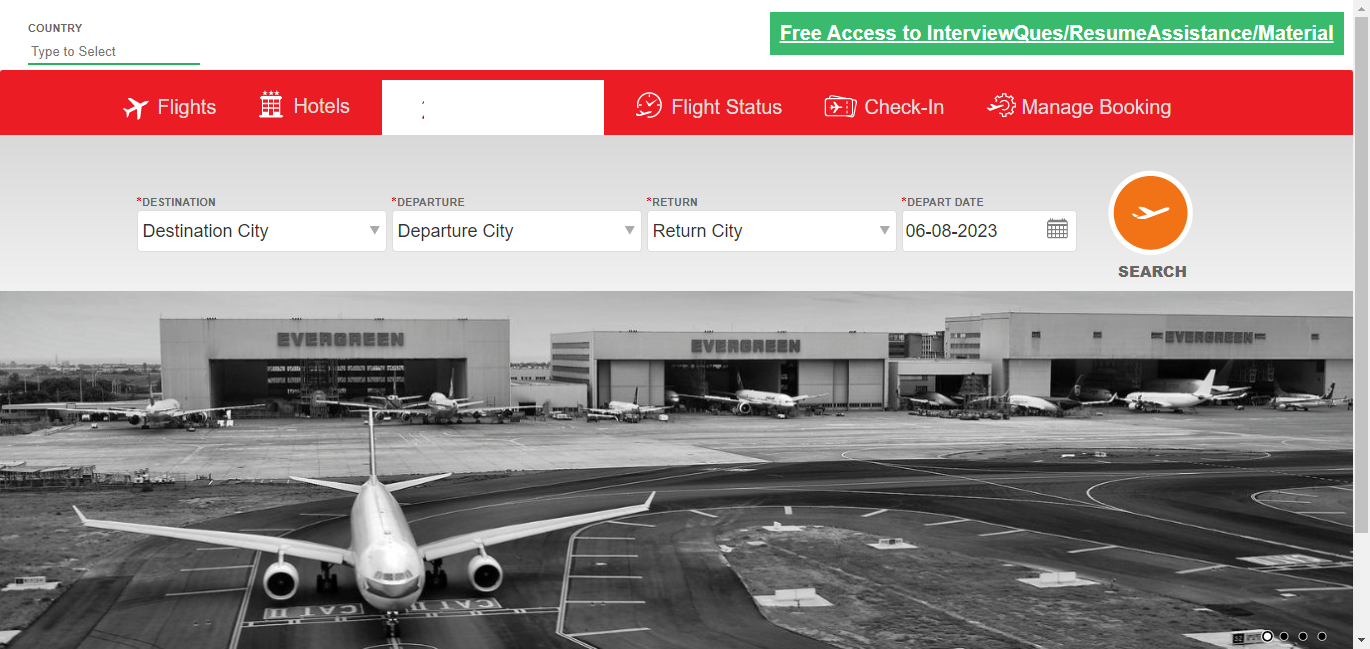 COUNTRY
Type to Select
Free Access to InterviewQues/ResumeAssistance/Material
Flights
Hotels
Flight Status
Check-In
Manage Booking
*DESTINATION
Destination City
*DEPARTURE
Departure City
*RETURN
Return City
*DEPART DATE
06-08-2023
SEARCH
EVERGREEN
EVERGREEN
EVERGREEN
CAT II
CAT II